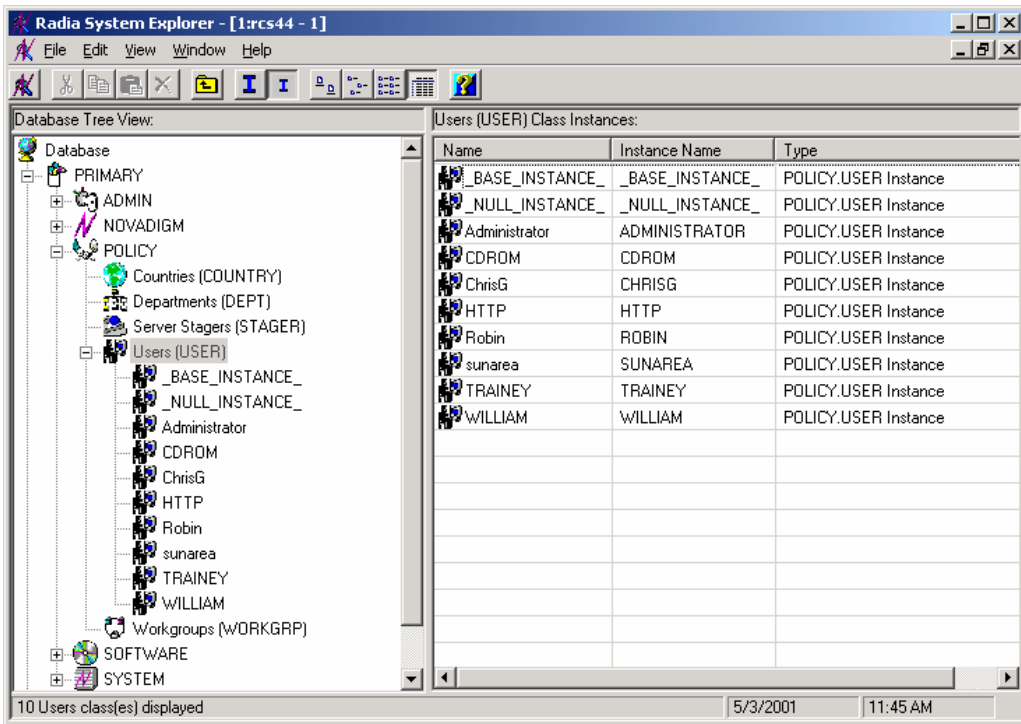 Radia System Explorer - [1:rcs44 - 1]
File Edit View Window Help
Database Tree View:
Database
PRIMARY
ADMIN
NOVADIGM
POLICY
Countries (COUNTRY)
Departments (DEPT)
Server Stagers (STAGER)
Users (USER)
_BASE_INSTANCE_
_NULL_INSTANCE_
Administrator
CDROM
ChrisG
HTTP
Robin
sunarea
TRAINEY
WILLIAM
Workgroups (WORKGRP)
SOFTWARE
SYSTEM
Users (USER) Class Instances:
Name Instance Name Type
_BASE_INSTANCE_ _BASE_INSTANCE_ POLICY.USER Instance
_NULL_INSTANCE_ _NULL_INSTANCE_ POLICY.USER Instance
Administrator ADMINISTRATOR POLICY.USER Instance
CDROM CDROM POLICY.USER Instance
ChrisG CHRISG POLICY.USER Instance
HTTP HTTP POLICY.USER Instance
Robin ROBIN POLICY.USER Instance
sunarea SUNAREA POLICY.USER Instance
TRAINEY TRAINEY POLICY.USER Instance
WILLIAM WILLIAM POLICY.USER Instance
10 Users class(es) displayed 5/3/2001 11:45 AM